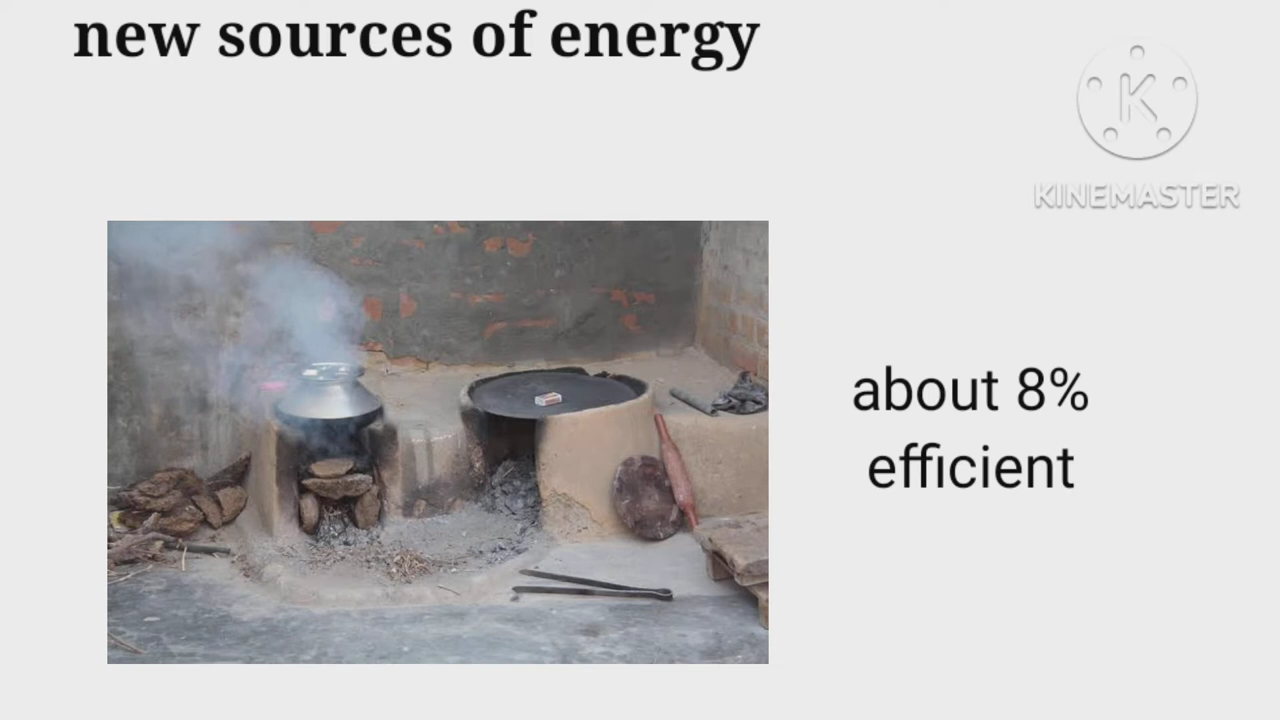 new sources of energy
K
KINEMASTER
about 8%
efficient